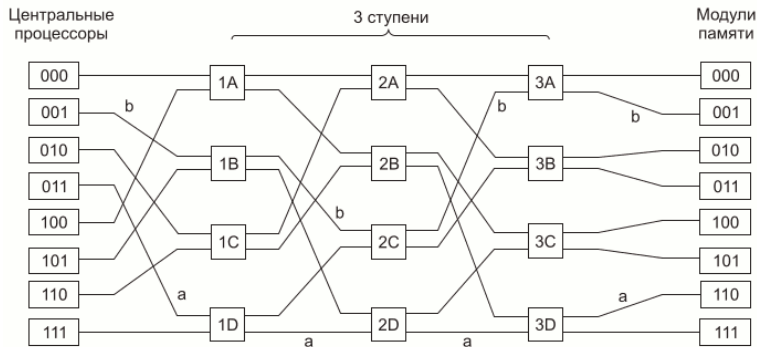 Центральные
процессоры
3 ступени
Модули
памяти
000 1A 2A 3A 000
001 b b b 001
010 1B 2B 3B 010
011 011
100 b 100
101 1C 2C 3C 101
110 a a 110
111 1D a 2D a 3D 111
2C